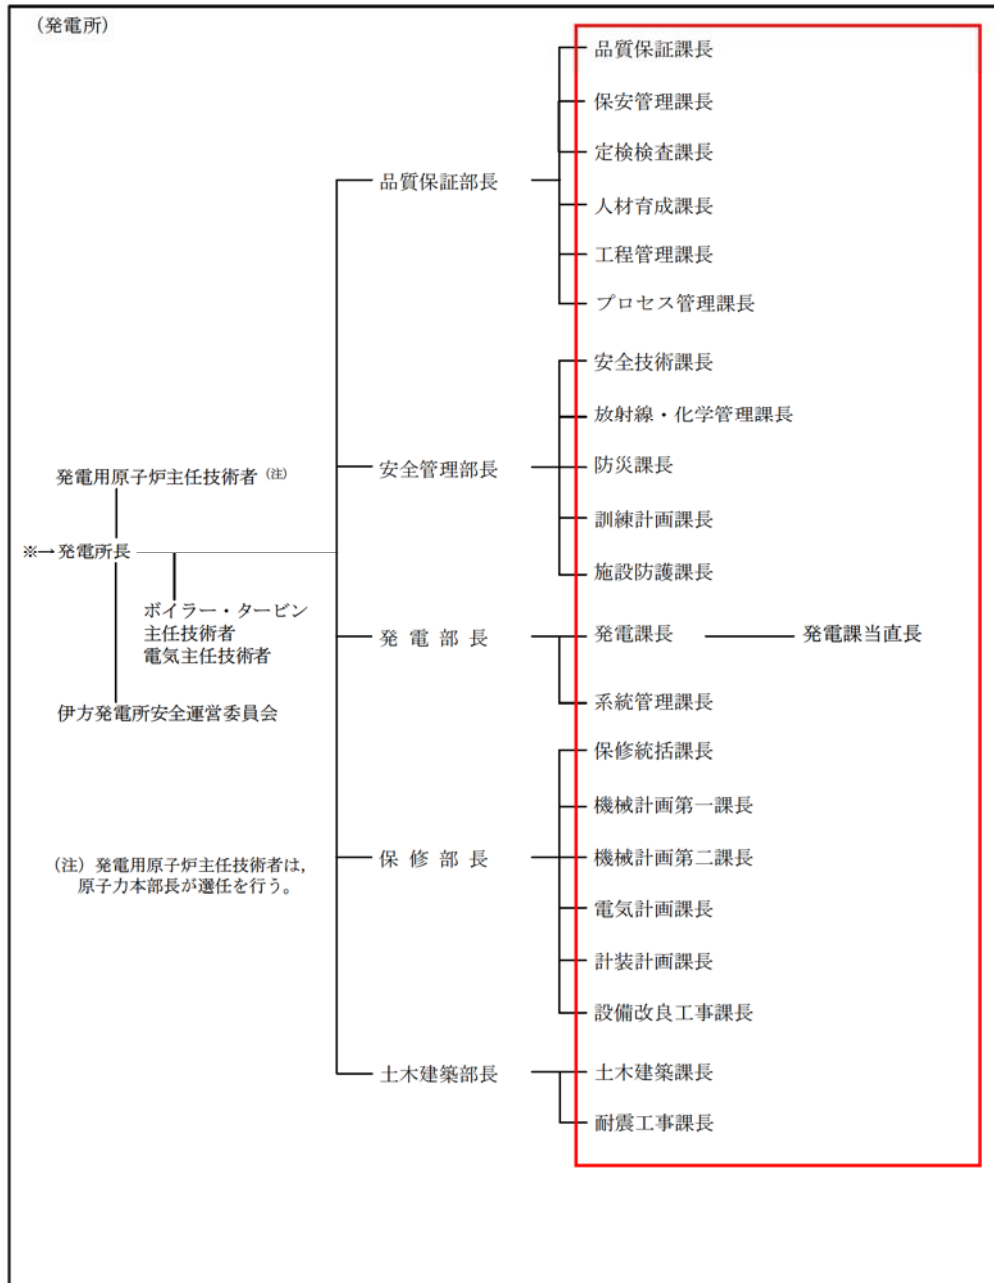 (発電所)
品質保証課長
保安管理課長
定検検査課長
品質保証部長
人材育成課長
工程管理課長
プロセス管理課長
安全技術課長
放射線・化学管理課長
安全管理部長
防災課長
訓練計画課長
施設防護課長
発電用原子炉主任技術者 (注)
※→発電所長
ボイラー・タービン
主任技術者
電気主任技術者
伊方発電所安全運営委員会
発電部長
発電課長
発電課当直長
系統管理課長
保修統括課長
機械計画第一課長
保修部長
機械計画第二課長
電気計画課長
計装計画課長
設備改良工事課長
(注) 発電用原子炉主任技術者は,
原子力本部長が選任を行う。
土木建築部長
土木建築課長
耐震工事課長